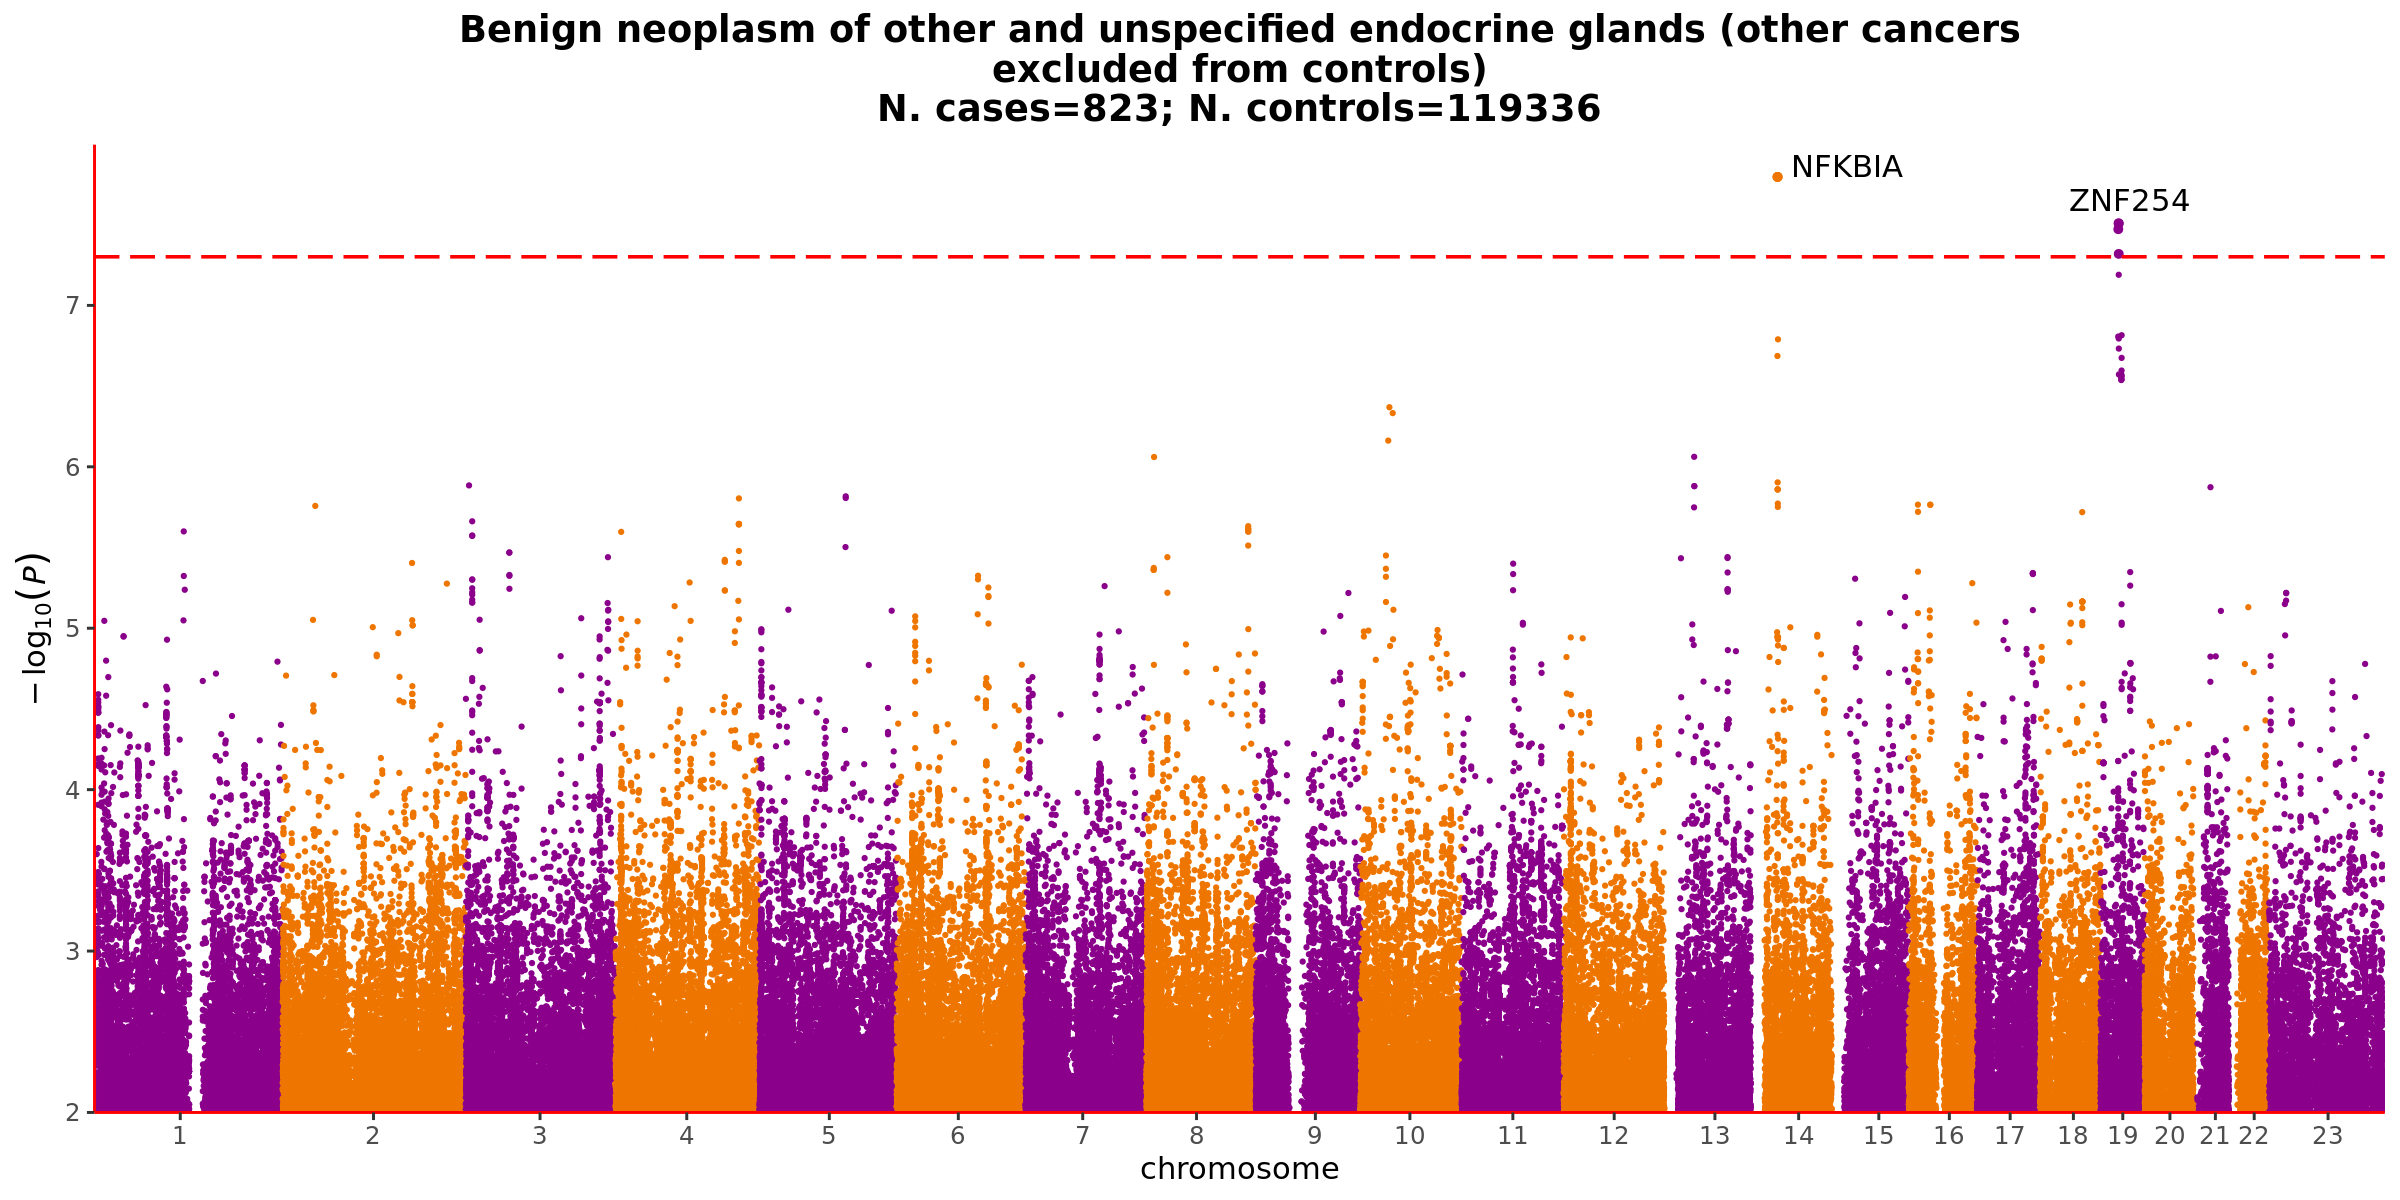 Benign neoplasm of other and unspecified endocrine glands (other cancers
excluded from controls)
N. cases=823; N. controls=119336
NFKBIA
ZNF254
7
6
5
4
3
2
−log10(P)
1 2 3 4 5 6 7 8 9 10 11 12 13 14 15 16 17 18 19 20 21 22 23
chromosome